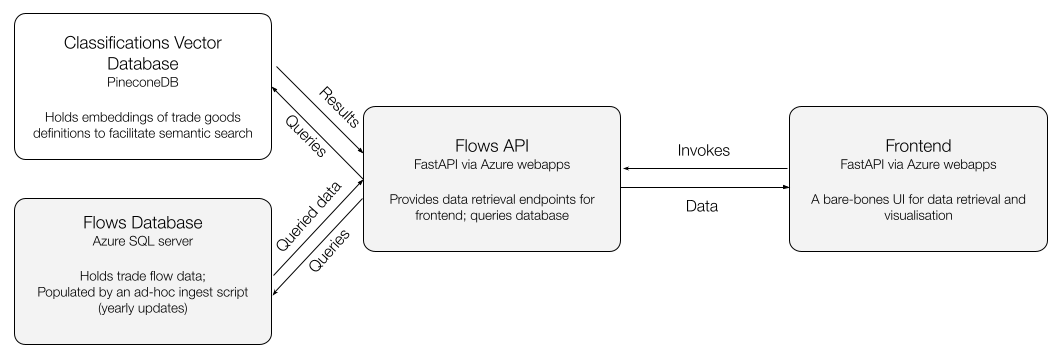 Classifications Vector
Database
PineconeDB
Holds embeddings of trade goods
definitions to facilitate semantic search
Results
Queries
Flows Database
Azure SQL server
Holds trade flow data;
Populated by an ad-hoc ingest script
(yearly updates)
Queried data
Queries
Flows API
FastAPI via Azure webapps
Provides data retrieval endpoints for
frontend; queries database
Invokes
Data
Frontend
FastAPI via Azure webapps
A bare-bones UI for data retrieval and
visualisation